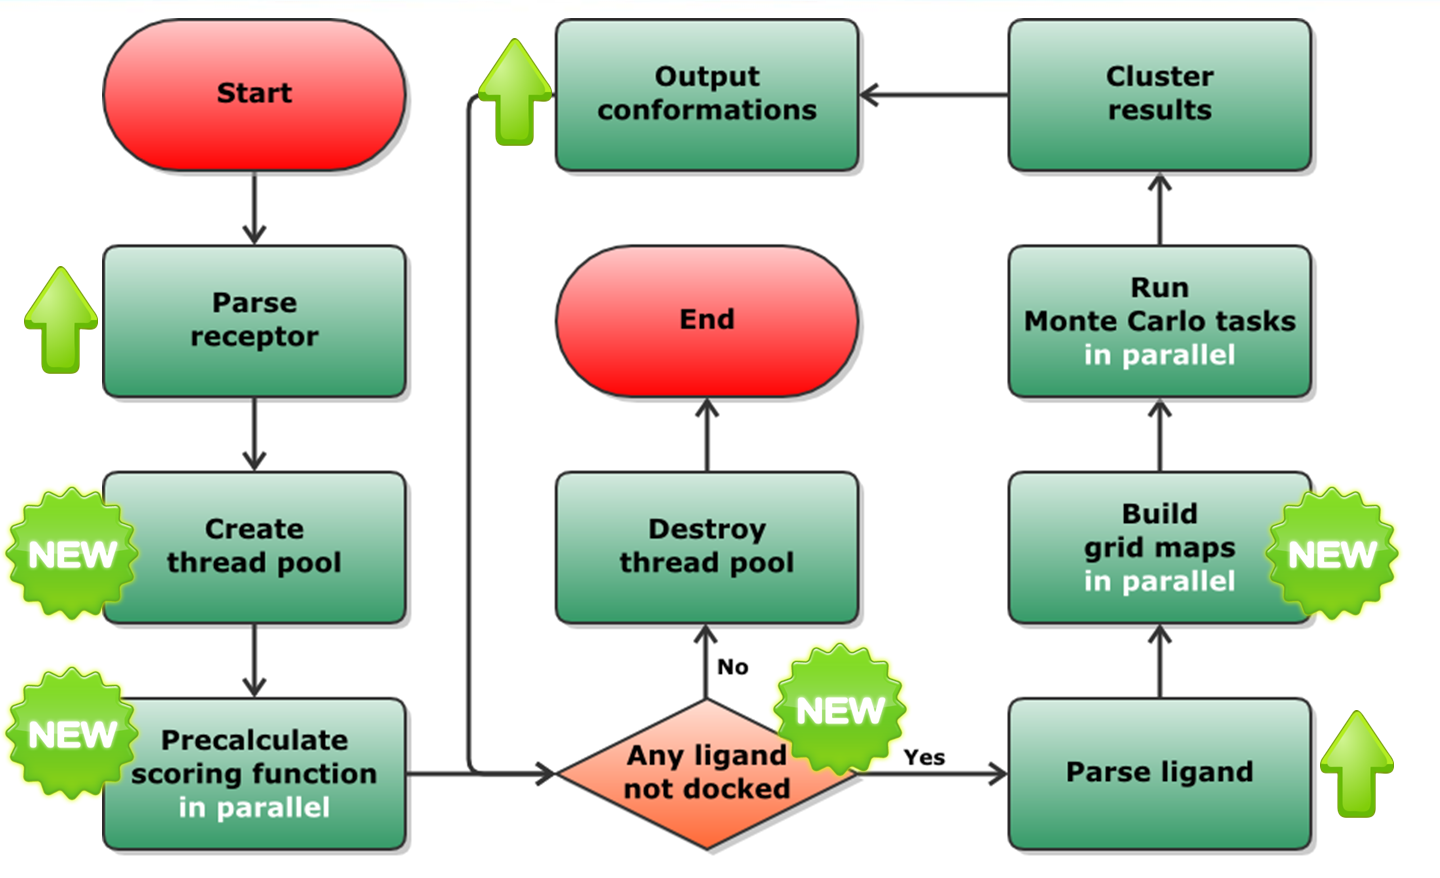 Start
Parse
receptor
NEW
Create
thread pool
NEW
Precalculate
scoring function
in parallel
Any ligand
not docked
NEW
No
Yes
Destroy
thread pool
End
Parse ligand
Build
grid maps
in parallel
NEW
Run
Monte Carlo tasks
in parallel
Cluster
results
Output
conformations